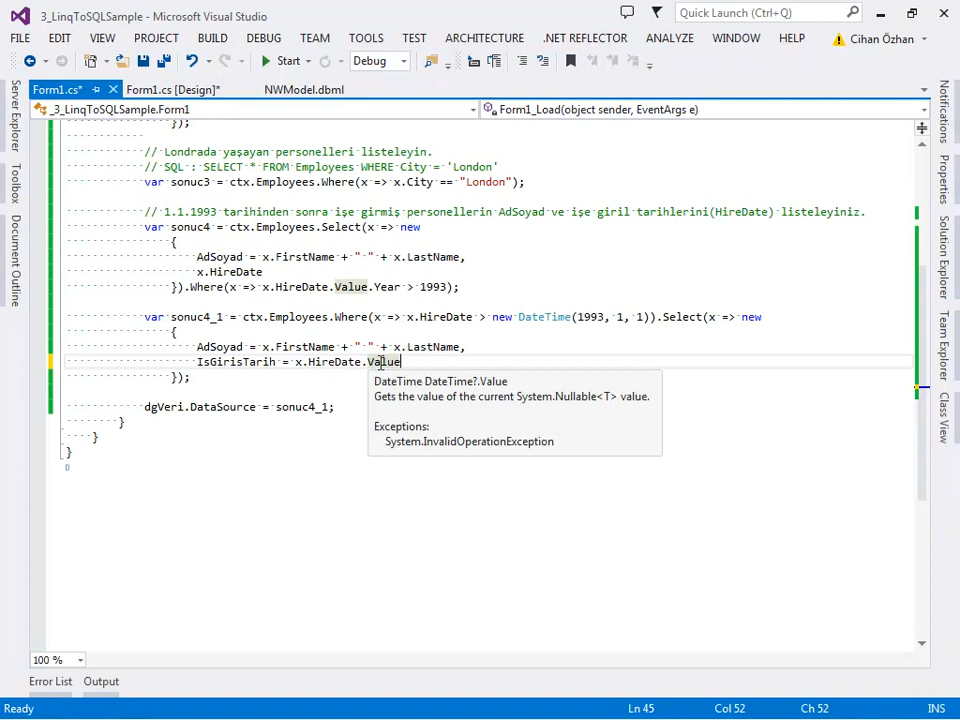 3_LinqToSQLSample - Microsoft Visual Studio
Quick Launch (Ctrl+Q)
FILE EDIT VIEW PROJECT BUILD DEBUG TEAM TOOLS TEST ARCHITECTURE .NET REFLECTOR ANALYZE WINDOW HELP Cihan Özhan
Start Debug
Form1.cs* Form1.cs [Design]* NWModel.dbml
_3_LinqToSQLSample.Form1 Form1_Load(object sender, EventArgs e)
Server Explorer
Toolbox
Document Outline
});
// Londrada yaşayan personelleri listeleyin.
// SQL : SELECT * FROM Employees WHERE City = 'London'
var sonuc3 = ctx.Employees.Where(x => x.City == "London");
// 1.1.1993 tarihinden sonra işe girmiş personellerin AdSoyad ve işe giril tarihlerini(HireDate) listeleyiniz.
var sonuc4 = ctx.Employees.Select(x => new
{
AdSoyad = x.FirstName + " " + x.LastName,
x.HireDate
}).Where(x => x.HireDate.Value.Year > 1993);
var sonuc4_1 = ctx.Employees.Where(x => x.HireDate > new DateTime(1993, 1, 1)).Select(x => new
{
AdSoyad = x.FirstName + " " + x.LastName,
IsGirisTarih = x.HireDate.Value
});
DateTime DateTime?.Value
Gets the value of the current System.Nullable<T> value.
Exceptions:
System.InvalidOperationException
dgVeri.DataSource = sonuc4_1;
}
}
}
Notifications
Properties
Solution Explorer
Team Explorer
Class View
100 %
Error List Output
Ready Ln 45 Col 52 Ch 52 INS